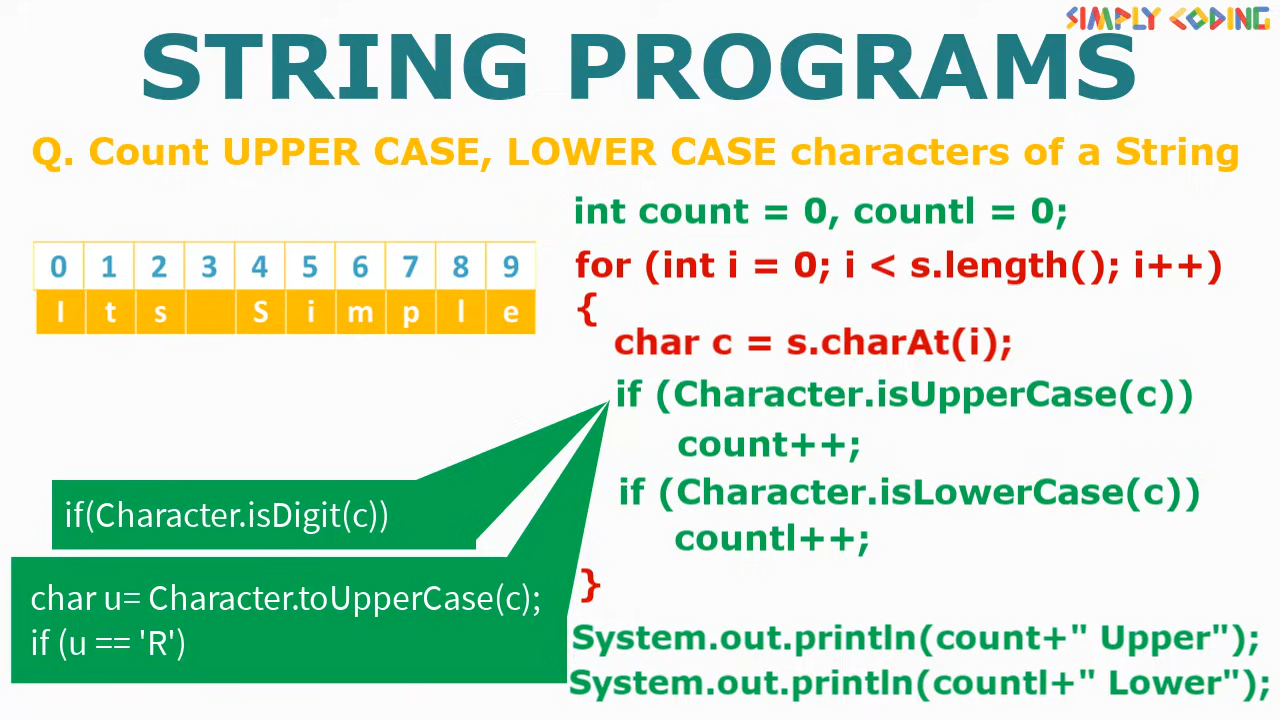 SIMPLY CODING
STRING PROGRAMS
Q. Count UPPER CASE, LOWER CASE characters of a String
0 1 2 3 4 5 6 7 8 9
I t s S i m p l e
int count = 0, countl = 0;
for (int i = 0; i < s.length(); i++)
{
char c = s.charAt(i);
if (Character.isUpperCase(c))
count++;
if (Character.isLowerCase(c))
countl++;
}
System.out.println(count+" Upper");
System.out.println(countl+" Lower");
if(Character.isDigit(c))
char u= Character.toUpperCase(c);
if (u == 'R')